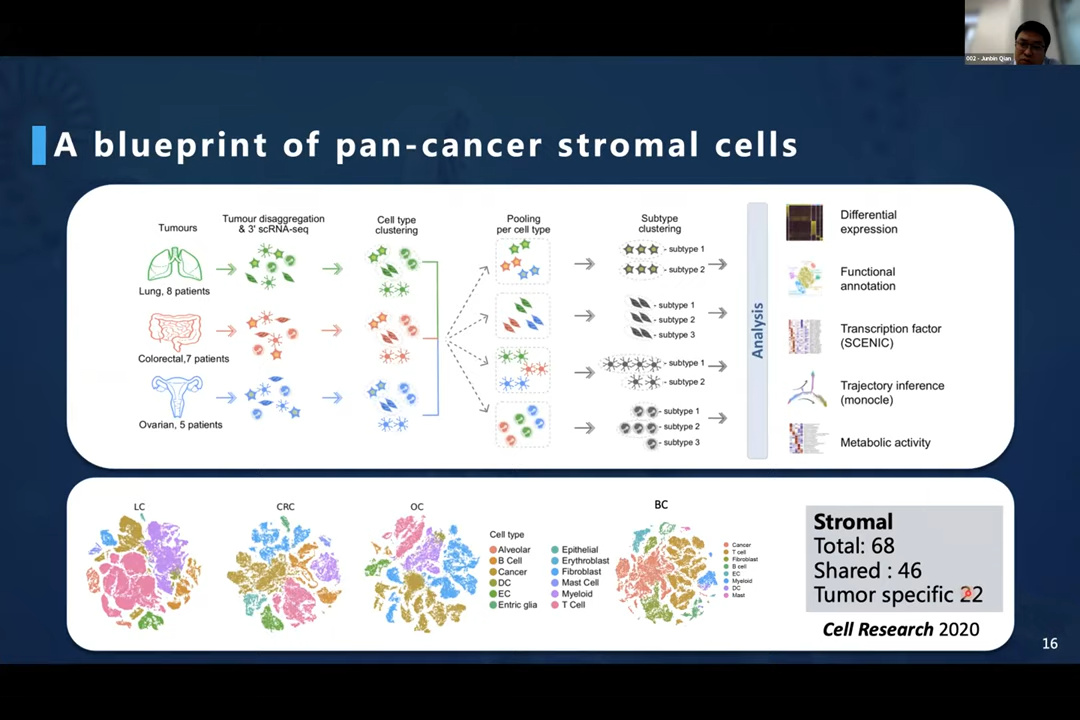 002 - Junbin Qian
A blueprint of pan-cancer stromal cells
Tumours
Tumour disaggregation
& 3' scRNA-seq
Cell type
clustering
Pooling
per cell type
Subtype
clustering
Lung, 8 patients
Colorectal,7 patients
Ovarian, 5 patients
- subtype 1
- subtype 2
- subtype 1
- subtype 2
- subtype 3
- subtype 1
- subtype 2
- subtype 1
- subtype 2
- subtype 3
Analysis
Differential
expression
Functional
annotation
Transcription factor
(SCENIC)
Trajectory inference
(monocle)
Metabolic activity
LC
CRC
OC
Cell type
Alveolar
B Cell
Cancer
DC
EC
Entric glia
Epithelial
Erythroblast
Fibroblast
Mast Cell
Myeloid
T Cell
BC
Cancer
T cell
Fibroblast
B cell
EC
Myeloid
DC
Mast
Stromal
Total: 68
Shared : 46
Tumor specific 22
Cell Research 2020
16